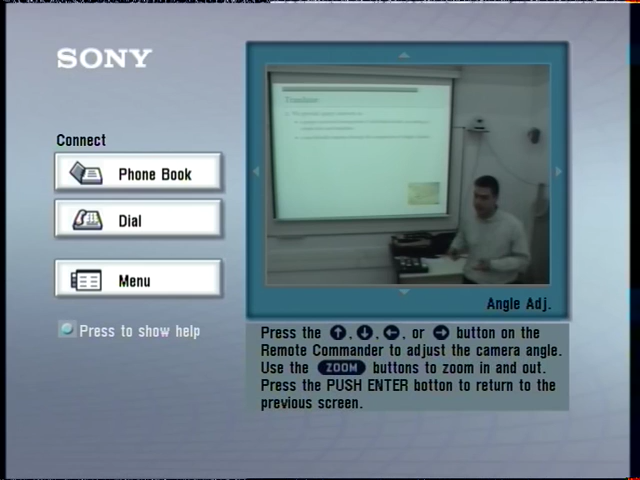 SONY
Connect
Phone Book
Dial
Menu
Press to show help
Translator
Angle Adj.
Press the ↑, ↓, ←, or → button on the
Remote Commander to adjust the camera angle.
Use the ZOOM buttons to zoom in and out.
Press the PUSH ENTER botton to return to the
previous screen.